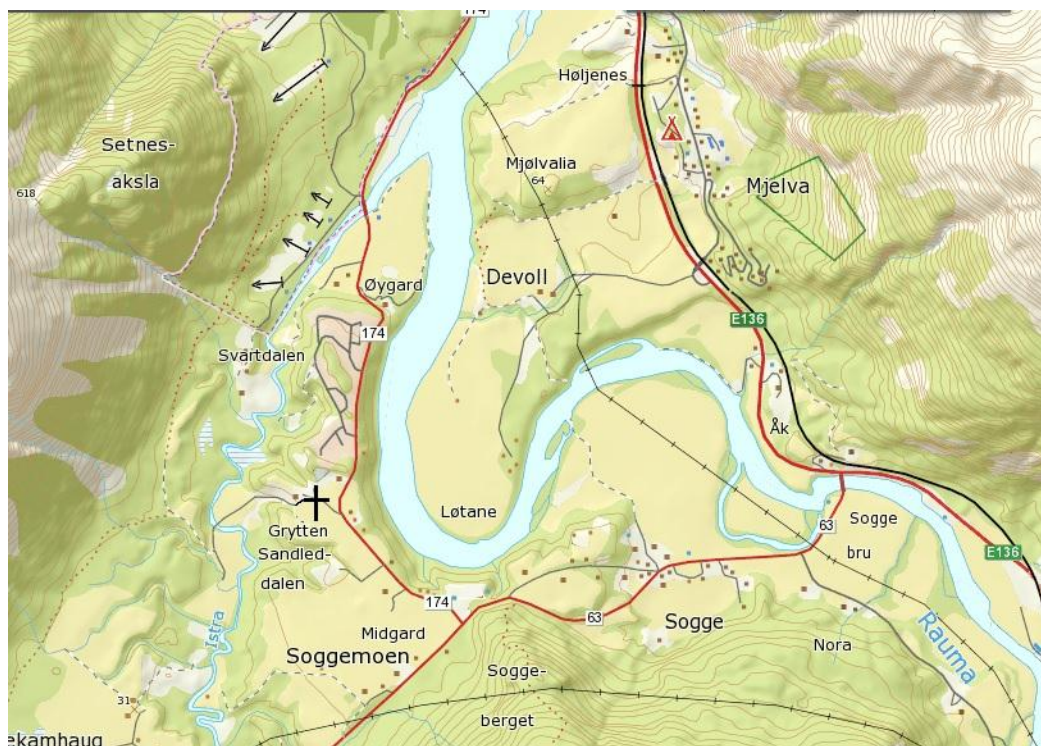 174
Høljenes
Setnes-
aksla
618
Mjølvalia
64
Mjelva
Øygard
Devoll
E136
174
Svartdalen
Åk
Løtane
Grytten
Sandled-
dalen
63
Sogge
bru
E136
174
63
Istra
Midgard
Sogge
Nora
Rauma
Soggemoen
Sogge-
berget
31
ekamhaug